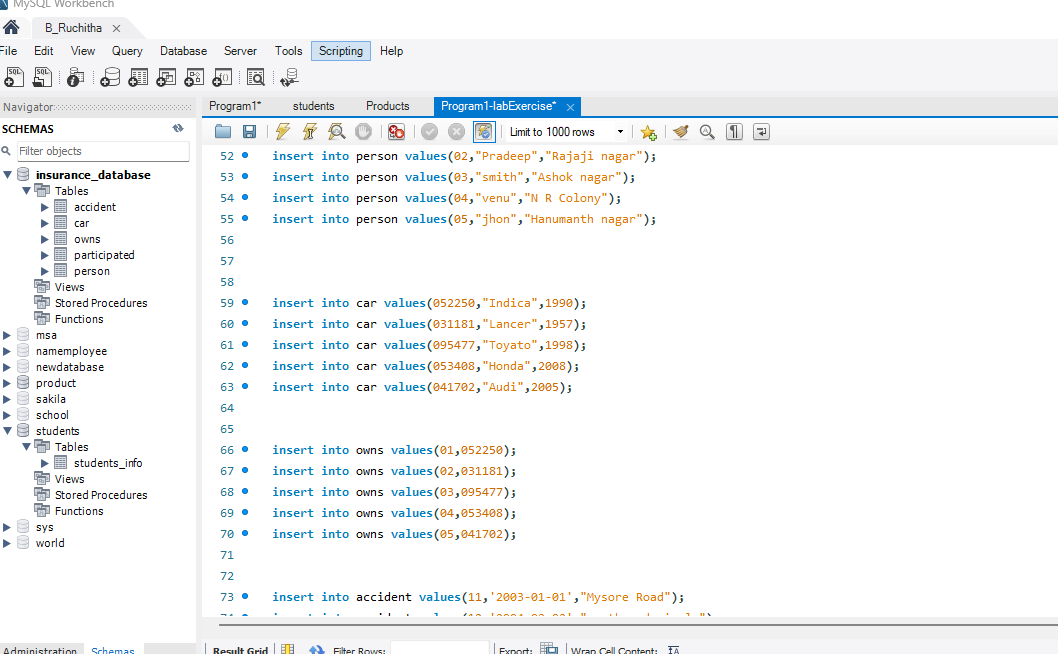 MySQL Workbench
B_Ruchitha
File Edit View Query Database Server Tools Scripting Help
Navigator
SCHEMAS
Filter objects
insurance_database
Tables
accident
car
owns
participated
person
Views
Stored Procedures
Functions
msa
namemployee
newdatabase
product
sakila
school
students
Tables
students_info
Views
Stored Procedures
Functions
sys
world
Administration Schemas
Program1* students Products Program1-labExercise*
Limit to 1000 rows
52 insert into person values(02,"Pradeep","Rajaji nagar");
53 insert into person values(03,"smith","Ashok nagar");
54 insert into person values(04,"venu","N R Colony");
55 insert into person values(05,"jhon","Hanumanth nagar");
56
57
58
59 insert into car values(052250,"Indica",1990);
60 insert into car values(031181,"Lancer",1957);
61 insert into car values(095477,"Toyato",1998);
62 insert into car values(053408,"Honda",2008);
63 insert into car values(041702,"Audi",2005);
64
65
66 insert into owns values(01,052250);
67 insert into owns values(02,031181);
68 insert into owns values(03,095477);
69 insert into owns values(04,053408);
70 insert into owns values(05,041702);
71
72
73 insert into accident values(11,'2003-01-01',"Mysore Road");
Result Grid Filter Rows: Export: Wrap Cell Content: